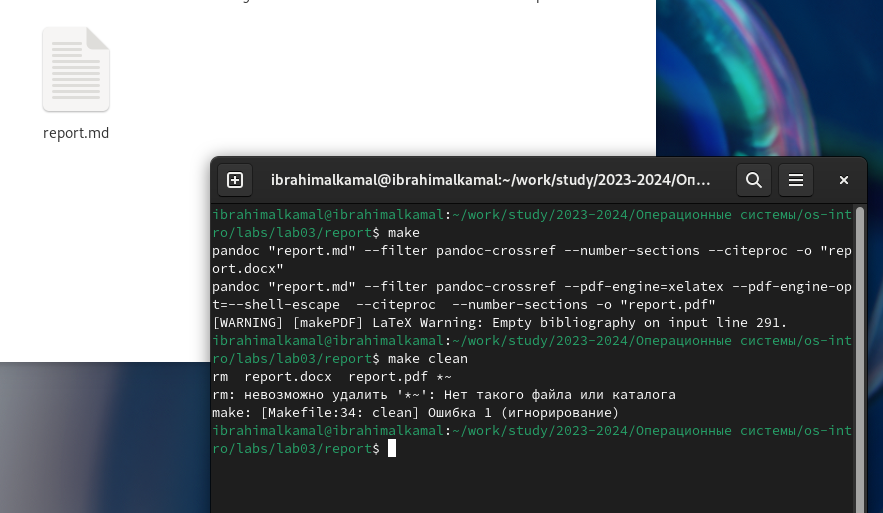 report.md
ibrahimalkamal@ibrahimalkamal:~/work/study/2023-2024/Оп...
ibrahimalkamal@ibrahimalkamal:~/work/study/2023-2024/Операционные системы/os-int
ro/labs/lab03/report$ make
pandoc "report.md" --filter pandoc-crossref --number-sections --citeproc -o "rep
ort.docx"
pandoc "report.md" --filter pandoc-crossref --pdf-engine=xelatex --pdf-engine-op
t=--shell-escape  --citeproc  --number-sections -o "report.pdf"
[WARNING] [makePDF] LaTeX Warning: Empty bibliography on input line 291.
ibrahimalkamal@ibrahimalkamal:~/work/study/2023-2024/Операционные системы/os-int
ro/labs/lab03/report$ make clean
rm  report.docx  report.pdf *~
rm: невозможно удалить '*~': Нет такого файла или каталога
make: [Makefile:34: clean] Ошибка 1 (игнорирование)
ibrahimalkamal@ibrahimalkamal:~/work/study/2023-2024/Операционные системы/os-int
ro/labs/lab03/report$